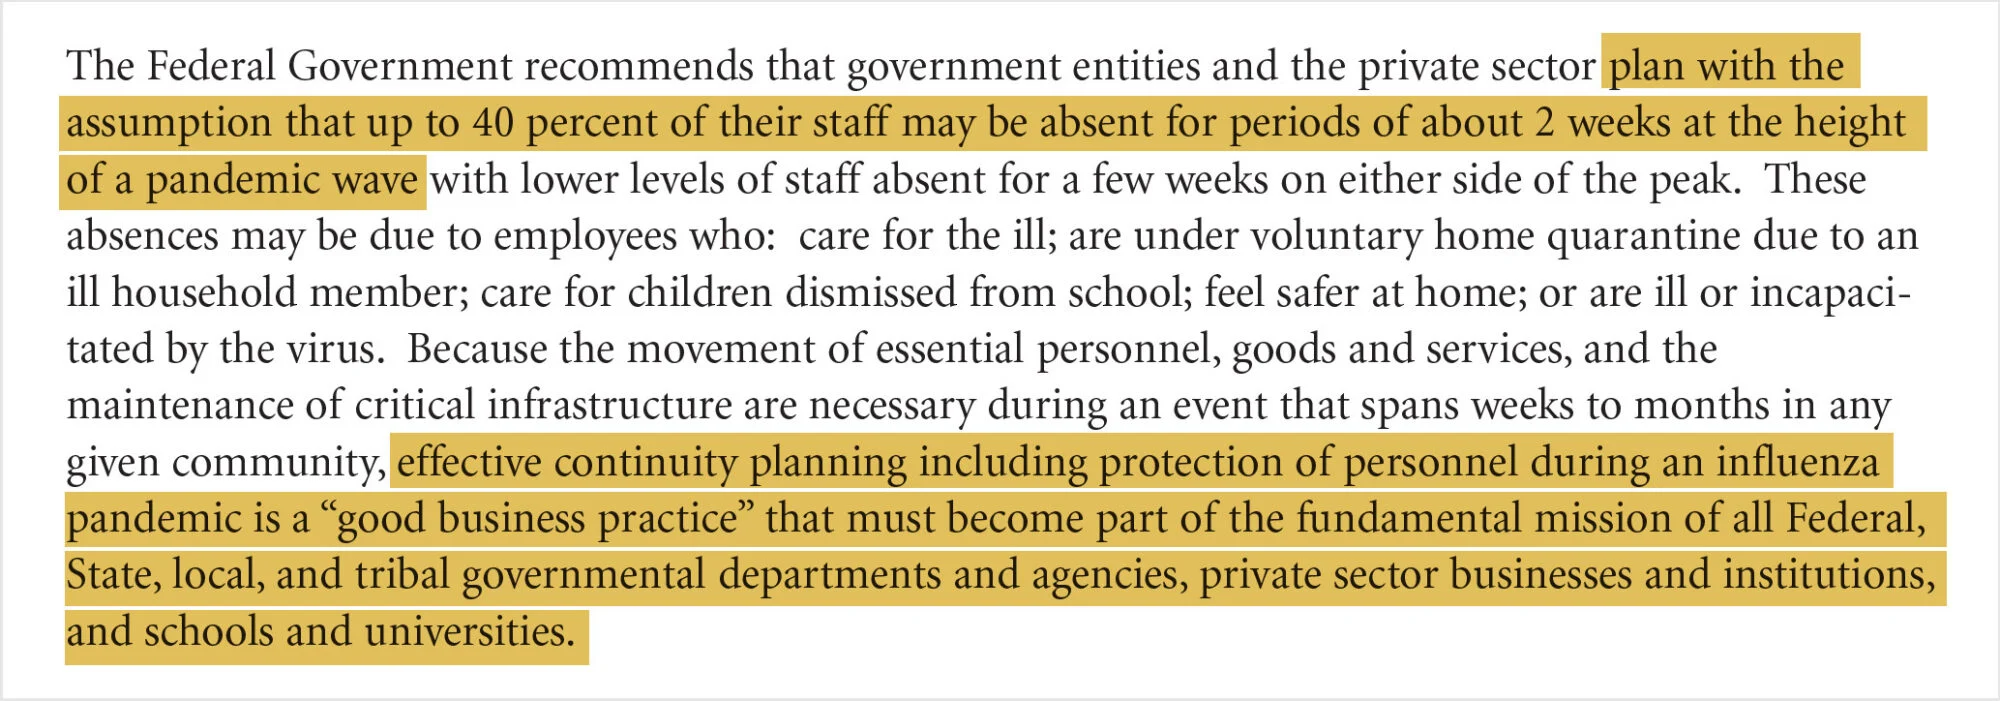 The Federal Government recommends that government entities and the private sector plan with the
assumption that up to 40 percent of their staff may be absent for periods of about 2 weeks at the height
of a pandemic wave with lower levels of staff absent for a few weeks on either side of the peak.  These
absences may be due to employees who:  care for the ill; are under voluntary home quarantine due to an
ill household member; care for children dismissed from school; feel safer at home; or are ill or incapaci-
tated by the virus.  Because the movement of essential personnel, goods and services, and the
maintenance of critical infrastructure are necessary during an event that spans weeks to months in any
given community, effective continuity planning including protection of personnel during an influenza
pandemic is a “good business practice” that must become part of the fundamental mission of all Federal,
State, local, and tribal governmental departments and agencies, private sector businesses and institutions,
and schools and universities.